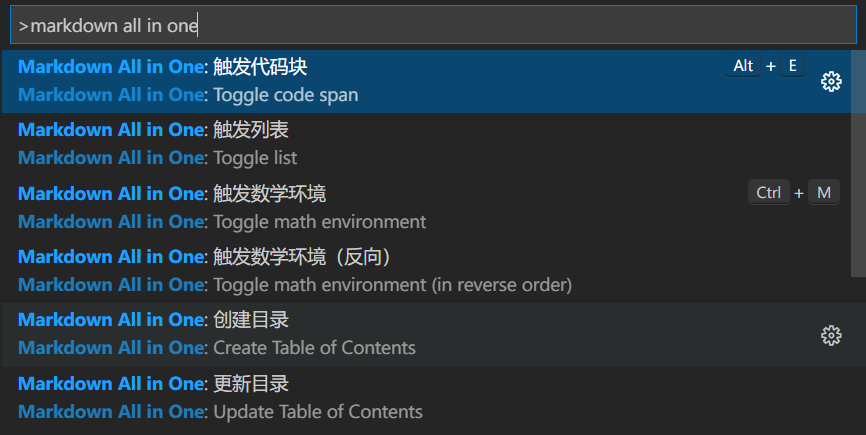 >markdown all in one
Markdown All in One: 触发代码块 Alt + E
Markdown All in One: Toggle code span
Markdown All in One: 触发列表
Markdown All in One: Toggle list
Markdown All in One: 触发数学环境 Ctrl + M
Markdown All in One: Toggle math environment
Markdown All in One: 触发数学环境（反向）
Markdown All in One: Toggle math environment (in reverse order)
Markdown All in One: 创建目录
Markdown All in One: Create Table of Contents
Markdown All in One: 更新目录
Markdown All in One: Update Table of Contents